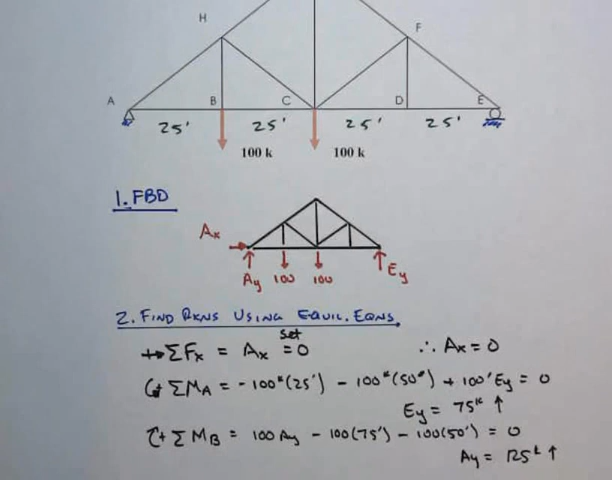 H
F
A B C D E
25' 25' 25' 25'
100 k 100 k
1. FBD
Ax
Ay 100 100 Ey
2. FIND RXNS USING EQUIL. EQNS.
→+ ΣFx = Ax set = 0 ∴ Ax = 0
↺+ ΣMA = -100ᵏ(25') - 100ᵏ(50') + 100'Ey = 0
Ey = 75ᵏ ↑
↻+ ΣMB = 100Ay - 100(75') - 100(50') = 0
Ay = 125ᵏ ↑